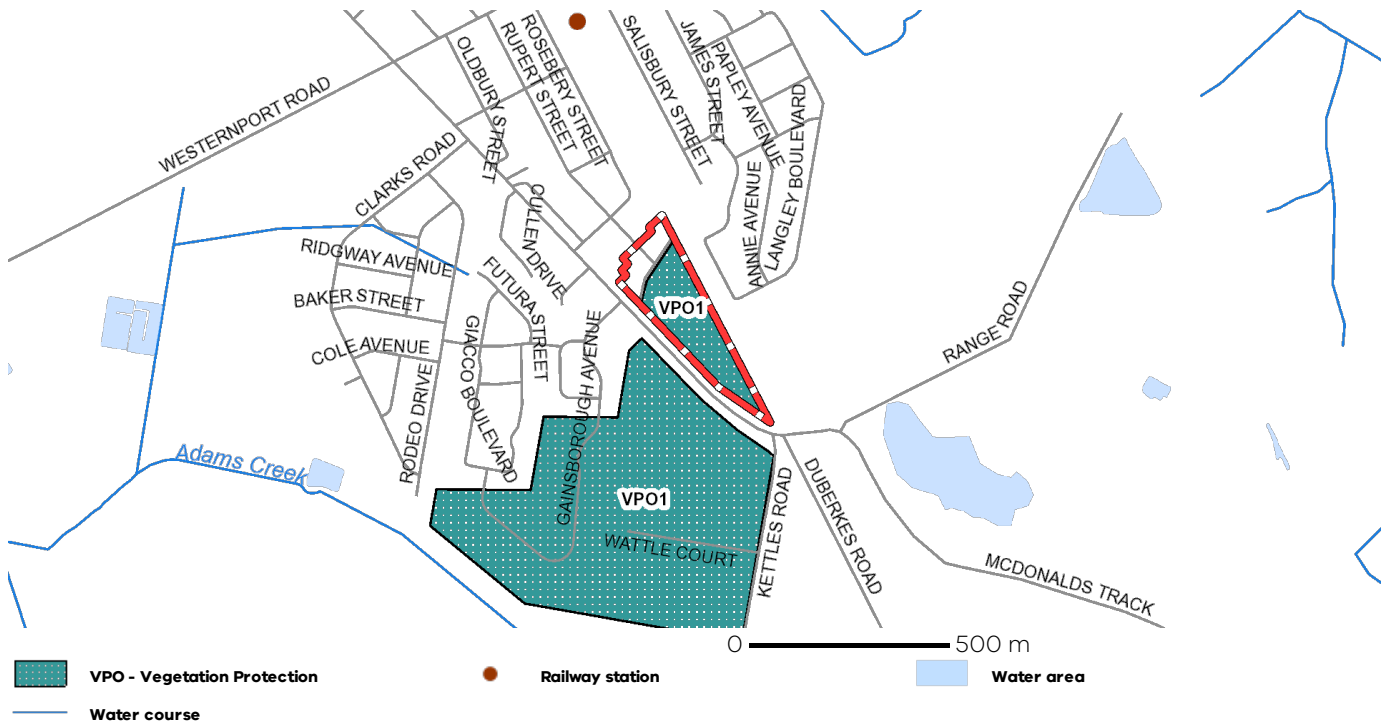 WESTERNPORT ROAD
OLDBURY STREET
RUPERT STREET
ROSEBERY STREET
SALISBURY STREET
JAMES STREET
PAPLEY AVENUE
LANGLEY BOULEVARD
ANNIE AVENUE
CLARKS ROAD
CULLEN DRIVE
RIDGWAY AVENUE
FUTURA STREET
BAKER STREET
COLE AVENUE
GIACCO BOULEVARD
RODEO DRIVE
GAINSBOROUGH AVENUE
VPO1
RANGE ROAD
Adams Creek
VPO1
WATTLE COURT
KETTLES ROAD
DUBERKES ROAD
MCDONALDS TRACK
0 500 m
VPO - Vegetation Protection
Railway station
Water area
Water course